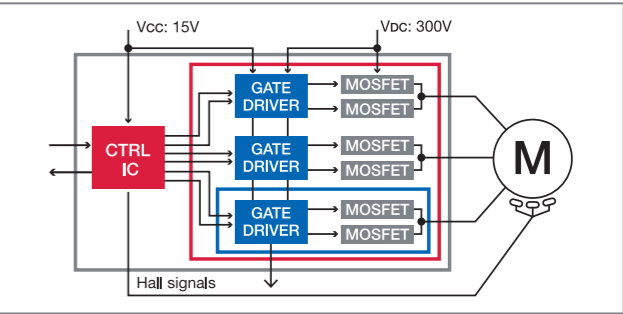 Vcc: 15V
VDC: 300V
GATE
DRIVER
MOSFET
MOSFET
CTRL
IC
GATE
DRIVER
MOSFET
MOSFET
M
GATE
DRIVER
MOSFET
MOSFET
Hall signals